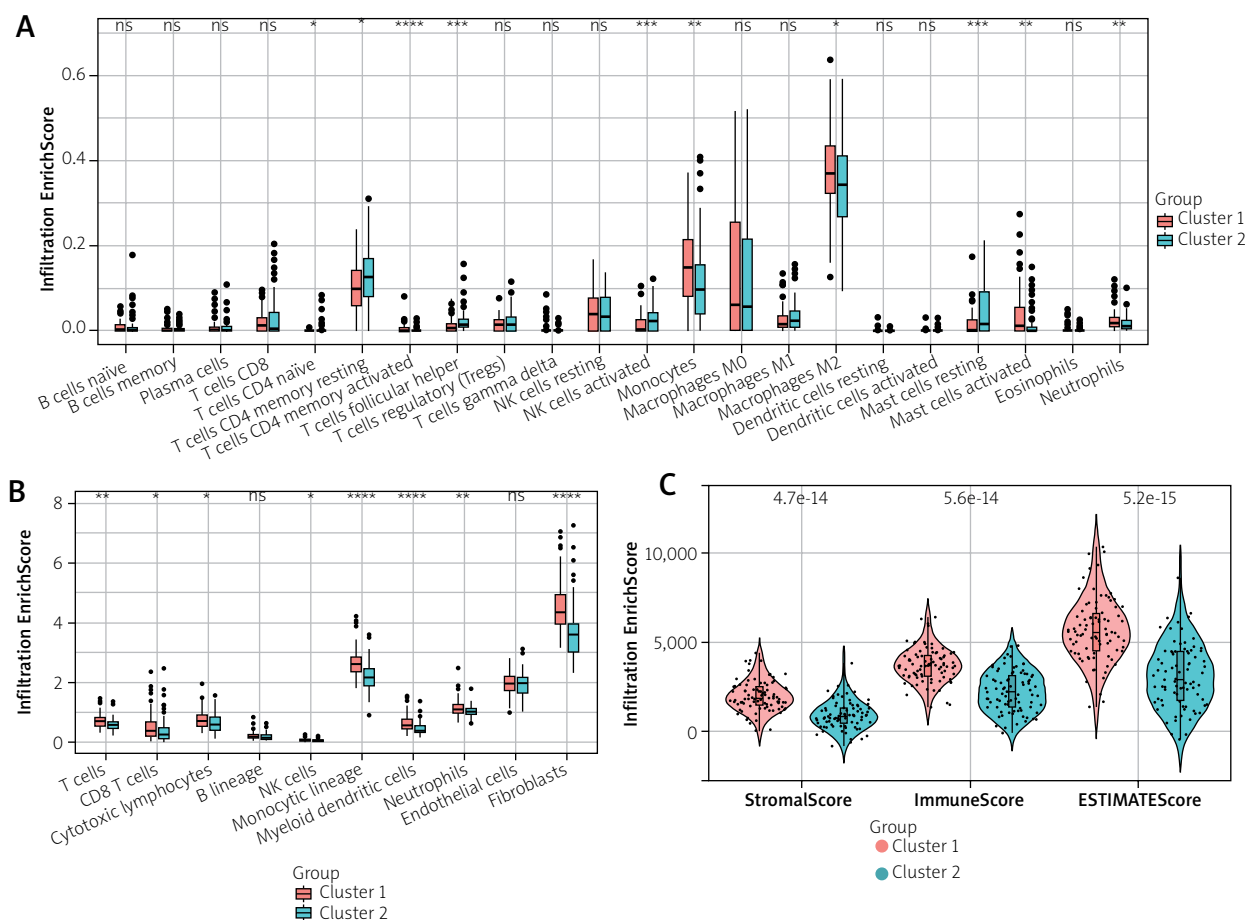 A
ns ns ns ns * * **** *** ns ns ns *** ** ns ns * ns ns *** ** ns **
Infiltration EnrichScore
0.6
0.4
0.2
0.0
B cells naïve
B cells memory
Plasma cells
T cells CD8
T cells CD4 naïve
T cells CD4 memory resting
T cells CD4 memory activated
T cells follicular helper
T cells regulatory (Tregs)
T cells gamma delta
NK cells resting
NK cells activated
Monocytes
Macrophages M0
Macrophages M1
Macrophages M2
Dendritic cells resting
Dendritic cells activated
Mast cells resting
Mast cells activated
Eosinophils
Neutrophils
Group
Cluster 1
Cluster 2
B
** * * ns * **** **** ** ns ****
Infiltration EnrichScore
8
6
4
2
0
T cells
CD8 T cells
Cytotoxic lymphocytes
B lineage
NK cells
Monocytic lineage
Myeloid dendritic cells
Neutrophils
Endothelial cells
Fibroblasts
Group
Cluster 1
Cluster 2
C
4.7e-14 5.6e-14 5.2e-15
Infiltration EnrichScore
10,000
5,000
0
StromalScore ImmuneScore ESTIMATEScore
Group
Cluster 1
Cluster 2